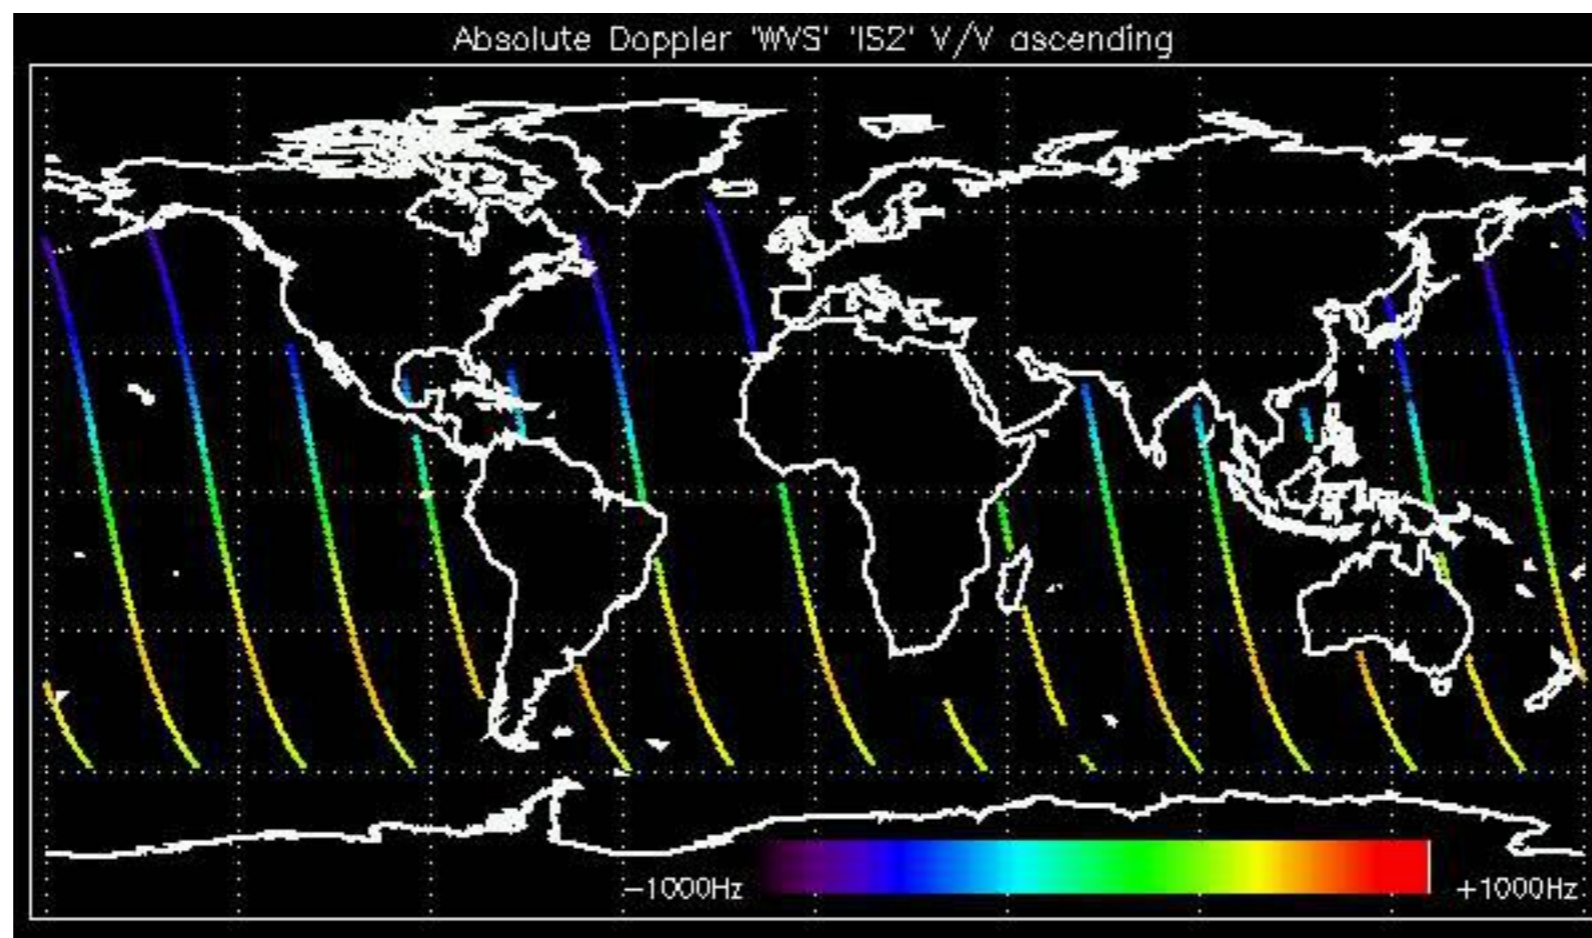 Absolute Doppler 'WVS' 'IS2' V/V ascending
−1000Hz
+1000Hz